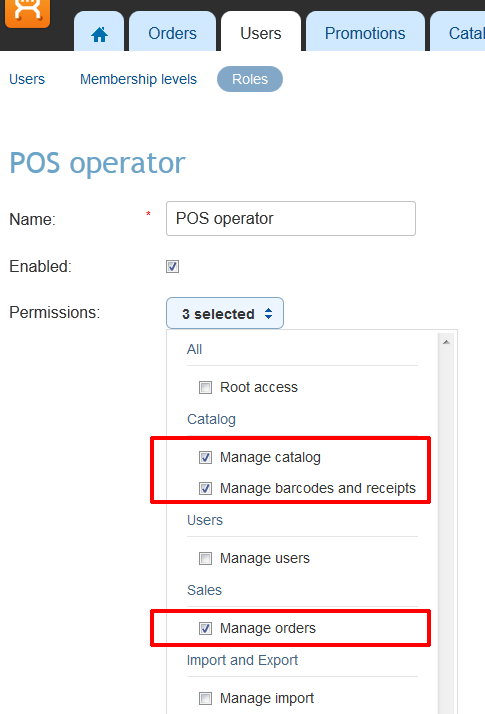 Orders Users Promotions Catal
Users Membership levels Roles
POS operator
Name: * POS operator
Enabled:
Permissions: 3 selected
All
Root access
Catalog
Manage catalog
Manage barcodes and receipts
Users
Manage users
Sales
Manage orders
Import and Export
Manage import